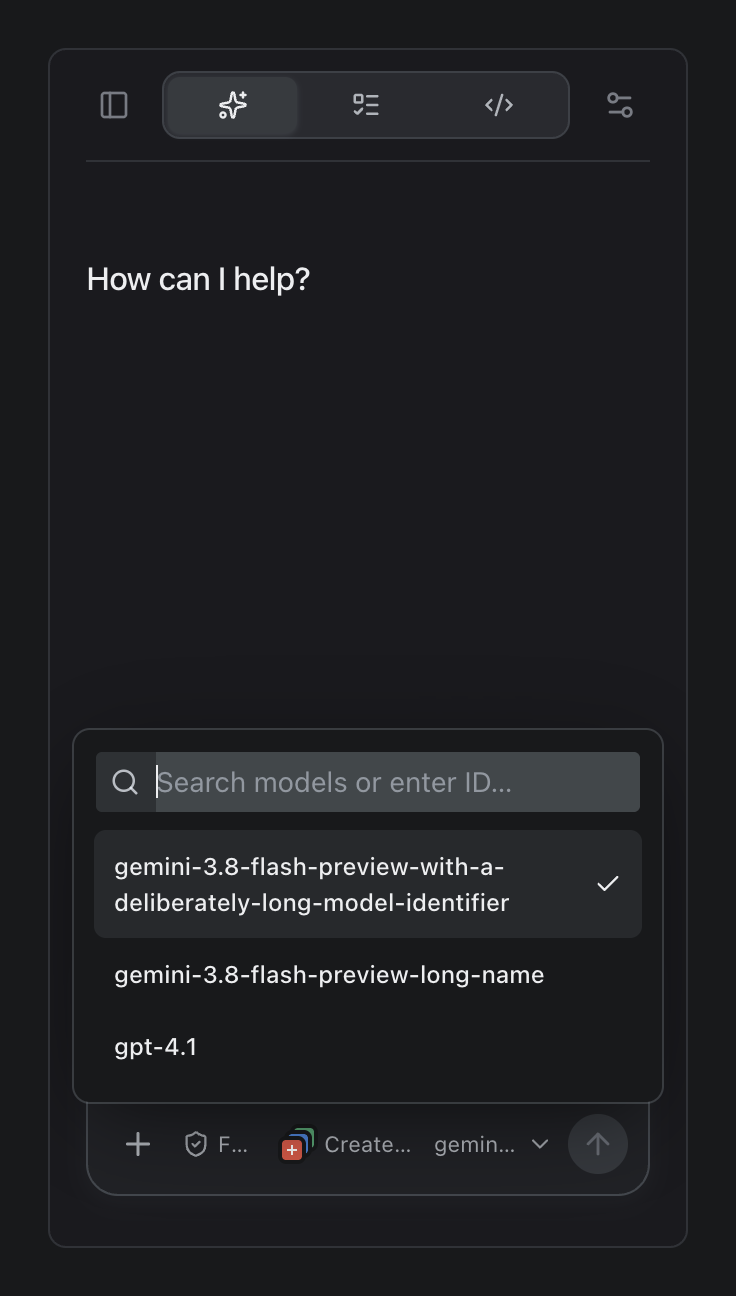 How can I help?
Search models or enter ID...
gemini-3.8-flash-preview-with-a-
deliberately-long-model-identifier
gemini-3.8-flash-preview-long-name
gpt-4.1
F... Create... gemin...